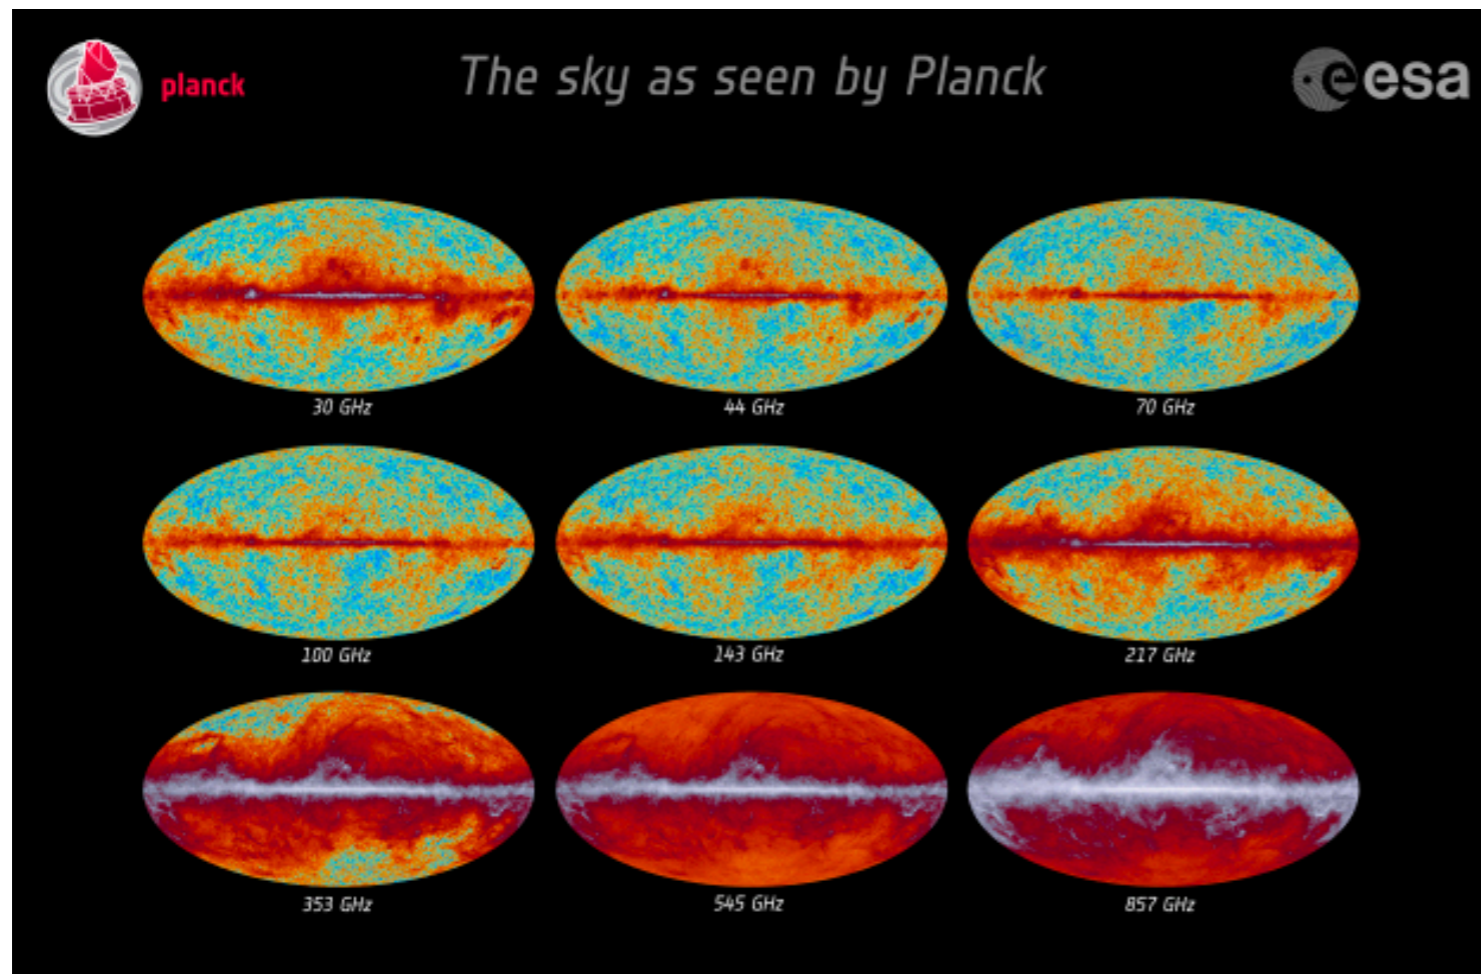 planck
The sky as seen by Planck
esa
30 GHz
44 GHz
70 GHz
100 GHz
143 GHz
217 GHz
353 GHz
545 GHz
857 GHz